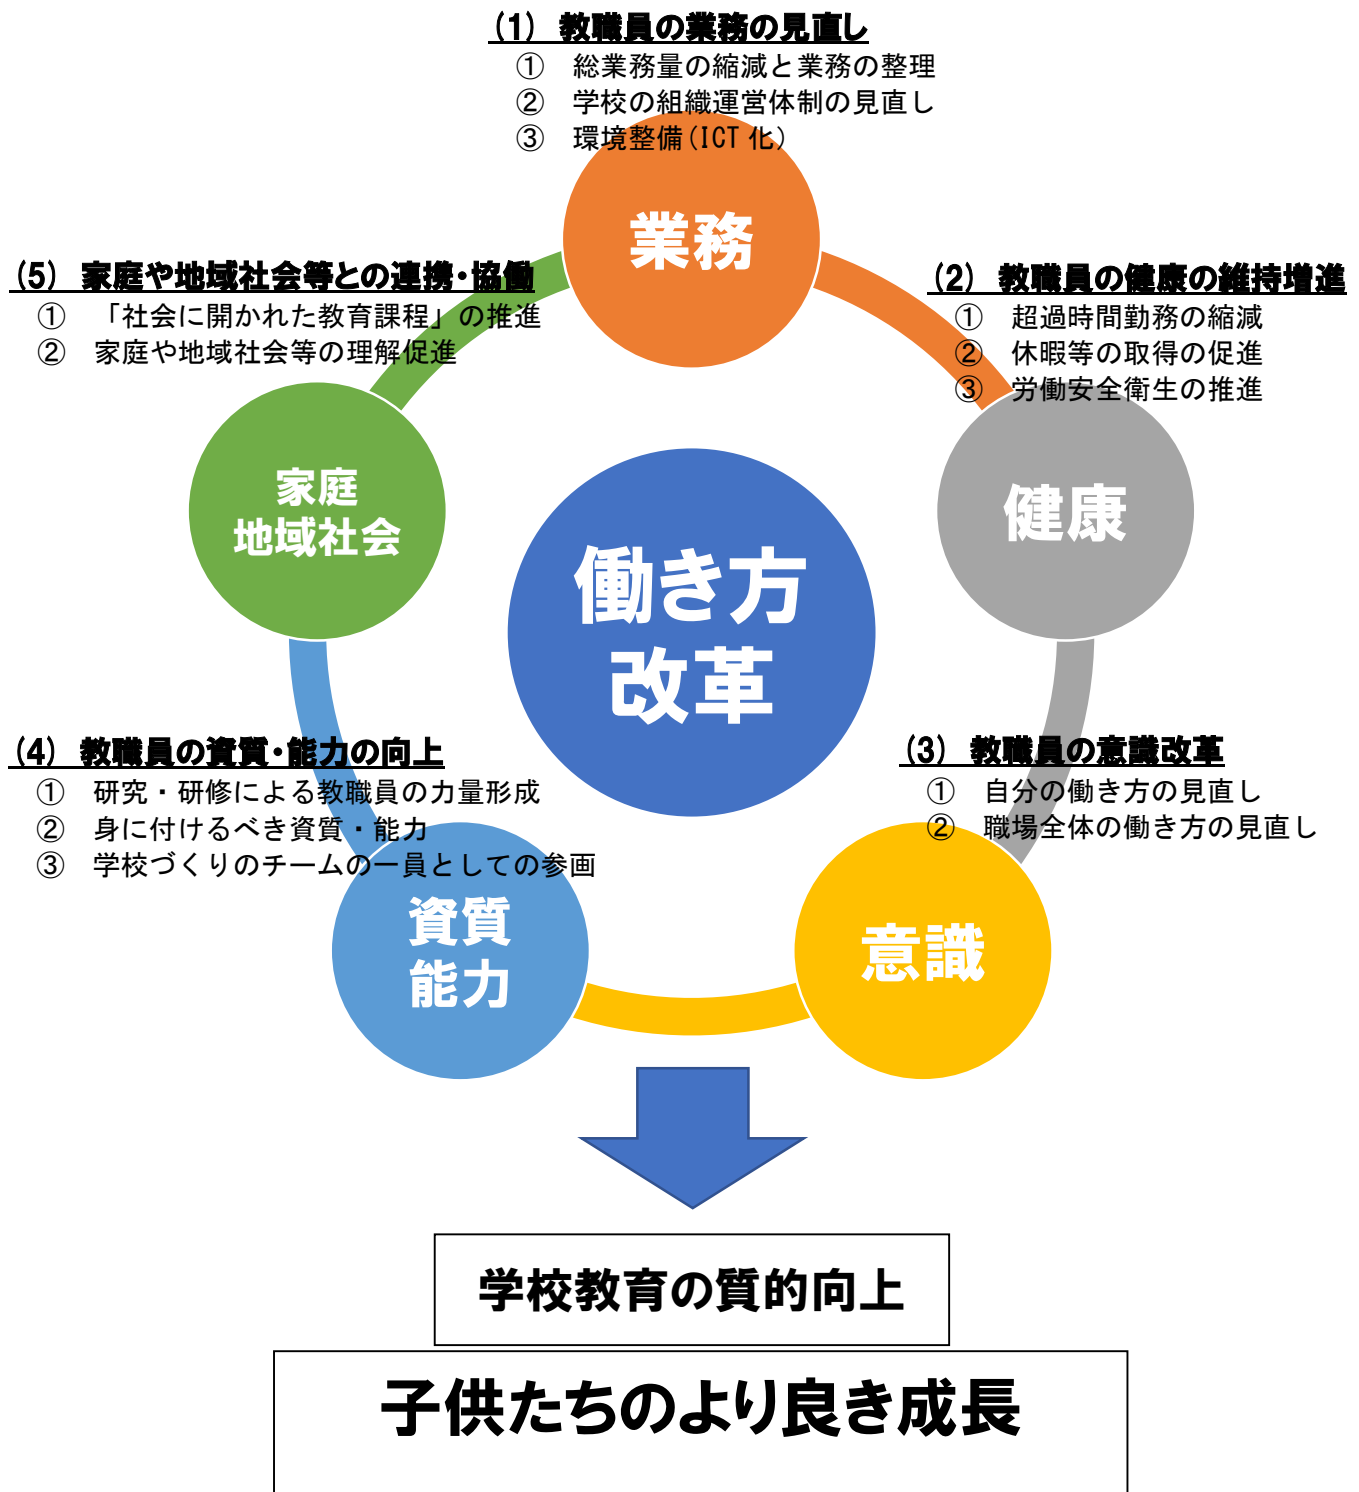 (1) 教職員の業務の見直し
① 総業務量の縮減と業務の整理
② 学校の組織運営体制の見直し
③ 環境整備(ICT 化)
業務
(2) 教職員の健康の維持増進
① 超過時間勤務の縮減
② 休暇等の取得の促進
③ 労働安全衛生の推進
健康
(3) 教職員の意識改革
① 自分の働き方の見直し
② 職場全体の働き方の見直し
意識
(4) 教職員の資質・能力の向上
① 研究・研修による教職員の力量形成
② 身に付けるべき資質・能力
③ 学校づくりのチームの一員としての参画
資質
能力
(5) 家庭や地域社会等との連携・協働
① 「社会に開かれた教育課程」の推進
② 家庭や地域社会等の理解促進
家庭
地域社会
働き方
改革
学校教育の質的向上
子供たちのより良き成長